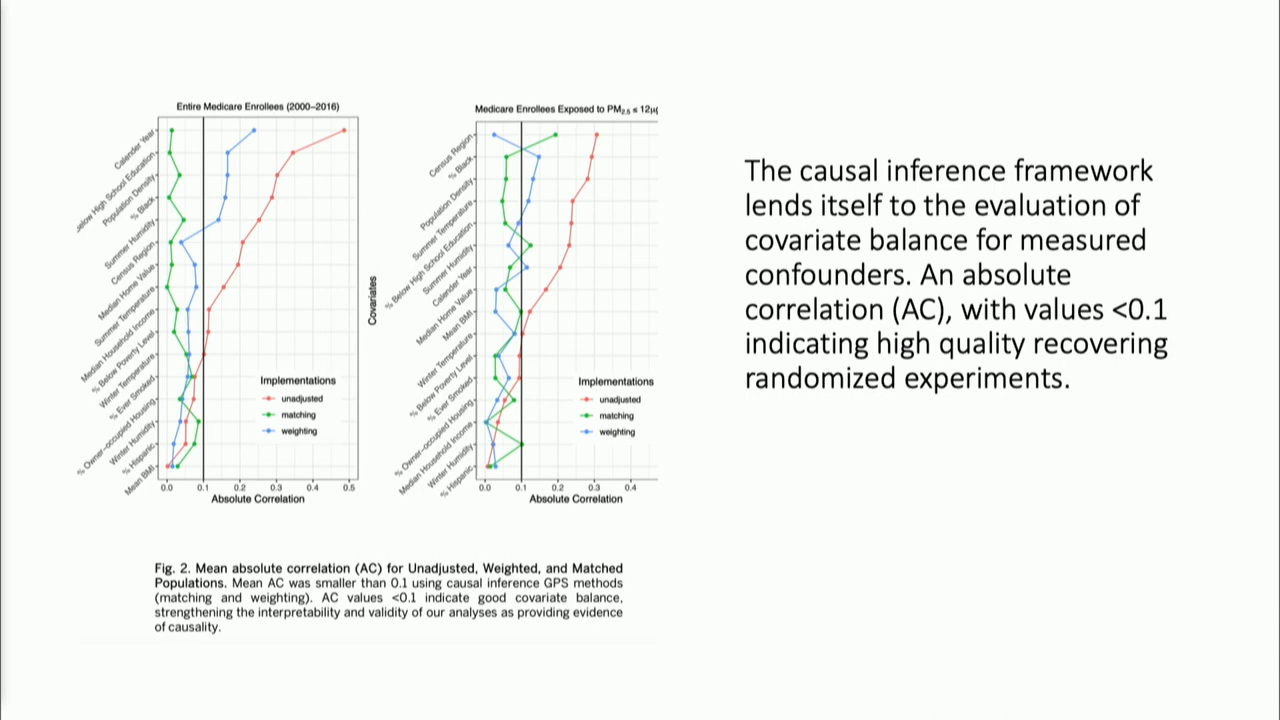 Entire Medicare Enrollees (2000–2016)
Calender Year
Below High School Education
Population Density
% Black
Summer Humidity
Census Region
Median Home Value
Summer Temperature
Median Household Income
% Below Poverty Level
Winter Temperature
% Ever Smoked
% Owner–occupied Housing
Winter Humidity
% Hispanic
Mean BMI
Implementations
unadjusted
matching
weighting
0.0 0.1 0.2 0.3 0.4 0.5
Absolute Correlation
Covariates
Medicare Enrollees Exposed to PM2.5 ≤ 12μg
Census Region
% Black
Population Density
Summer Temperature
% Below High School Education
Summer Humidity
Calender Year
Median Home Value
Mean BMI
Winter Temperature
% Below Poverty Level
% Ever Smoked
% Owner–occupied Housing
Median Household Income
Winter Humidity
% Hispanic
Implementations
unadjusted
matching
weighting
0.0 0.1 0.2 0.3 0.4
Absolute Correlation
Fig. 2. Mean absolute correlation (AC) for Unadjusted, Weighted, and Matched
Populations. Mean AC was smaller than 0.1 using causal inference GPS methods
(matching and weighting). AC values <0.1 indicate good covariate balance,
strengthening the interpretability and validity of our analyses as providing evidence
of causality.
The causal inference framework
lends itself to the evaluation of
covariate balance for measured
confounders. An absolute
correlation (AC), with values <0.1
indicating high quality recovering
randomized experiments.